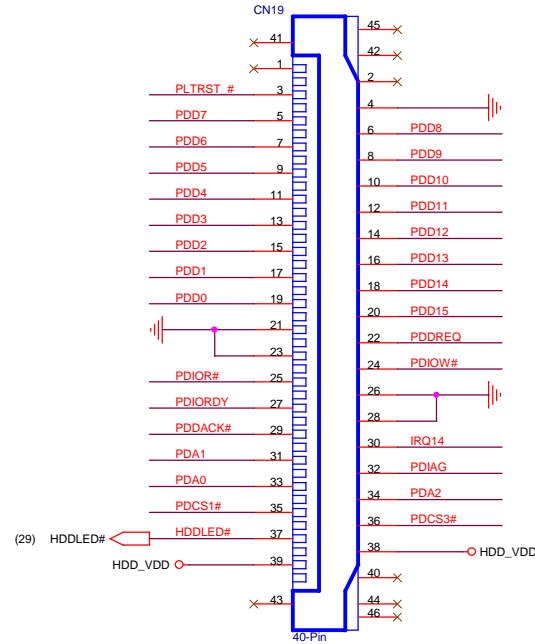 CN19
45
41
42
1
2
PLTRST_#
3
4
PDD7
5
6
PDD8
PDD6
7
8
PDD9
PDD5
9
10
PDD10
PDD4
11
12
PDD11
PDD3
13
14
PDD12
PDD2
15
16
PDD13
PDD1
17
18
PDD14
PDD0
19
20
PDD15
21
22
PDDREQ
23
24
PDIOW#
PDIOR#
25
26
PDIORDY
27
28
PDDACK#
29
30
IRQ14
PDA1
31
32
PDIAG
PDA0
33
34
PDA2
PDCS1#
35
36
PDCS3#
(29)
HDDLED#
HDDLED#
37
38
HDD_VDD
HDD_VDD
39
40
43
44
46
40-Pin